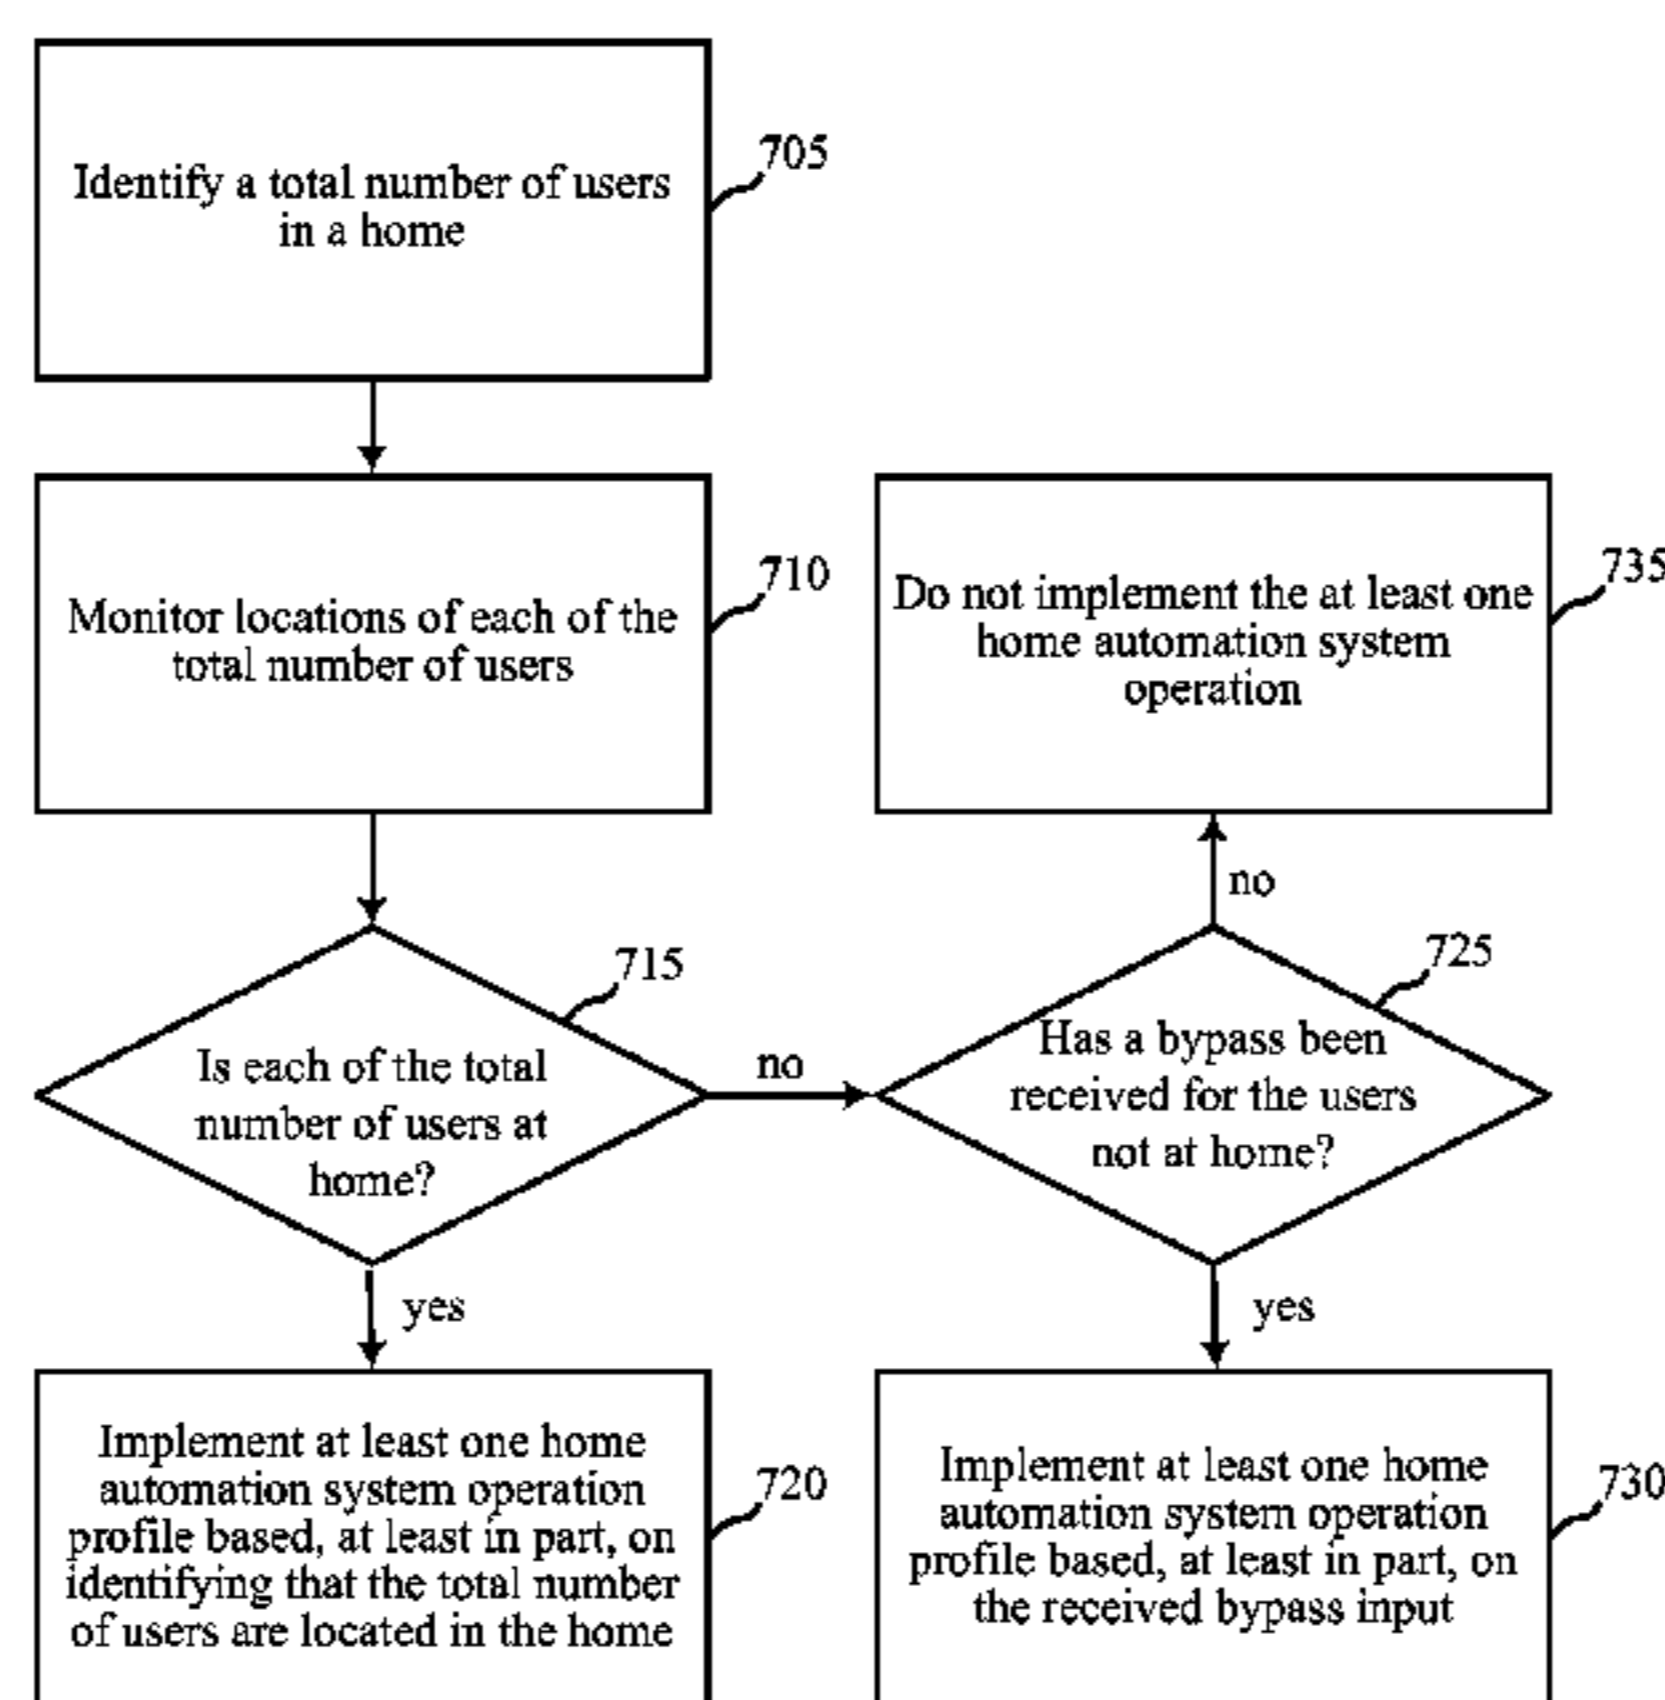 Identify a total number of users
in a home
705
Monitor locations of each of the
total number of users
710
Do not implement the at least one
home automation system
operation
735
no
715
Is each of the total
number of users at
home?
no
725
Has a bypass been
received for the users
not at home?
yes
yes
Implement at least one home
automation system operation
profile based, at least in part, on
identifying that the total number
of users are located in the home
720
Implement at least one home
automation system operation
profile based, at least in part, on
the received bypass input
730